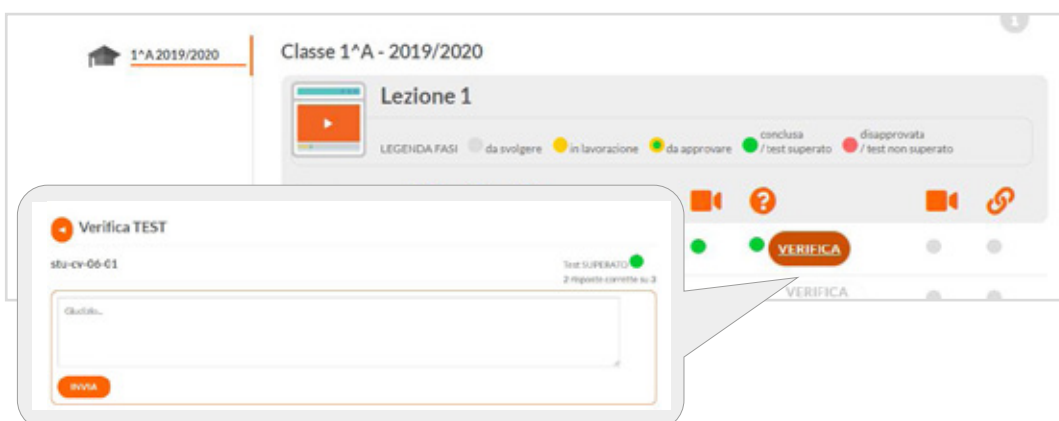 1^A 2019/2020
Classe 1^A - 2019/2020
Lezione 1
LEGENDA FASI da svolgere in lavorazione da approvare conclusa / test superato disapprovata / test non superato
VERIFICA
VERIFICA
Verifica TEST
stu-cv-06-01
Test SUPERATO
2 risposte corrette su 3
Giudizio...
INVIA